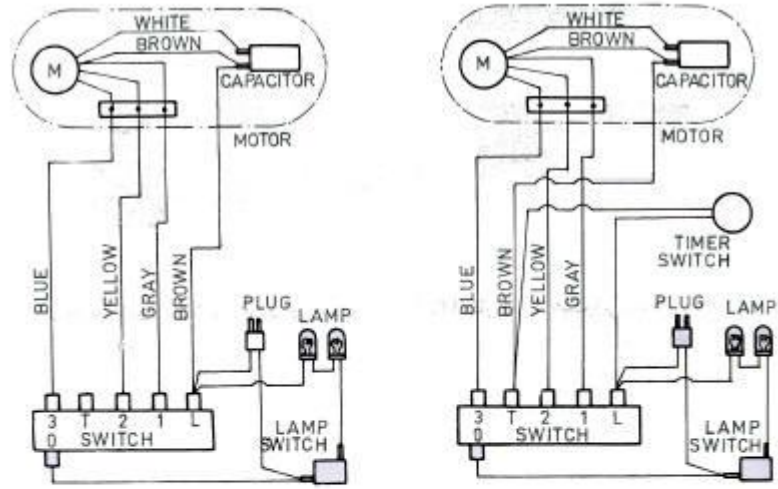 WHITE
BROWN
M
CAPACITOR
MOTOR
BLUE
YELLOW
GRAY
BROWN
PLUG
LAMP
3 T 2 1 L
0 SWITCH
LAMP
SWITCH
WHITE
BROWN
M
CAPACITOR
MOTOR
TIMER
SWITCH
BLUE
BROWN
YELLOW
GRAY
PLUG
LAMP
3 T 2 1 L
0 SWITCH
LAMP
SWITCH